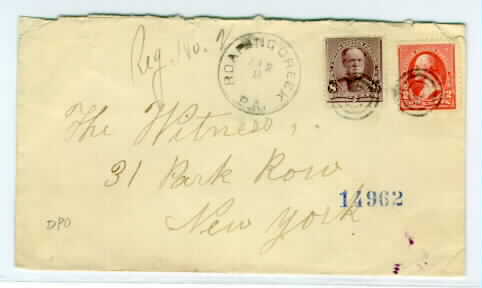 Reg. No. 2
ROARING CREEK
PA.
The Witness,
31 Park Row
New York
14962
DPO